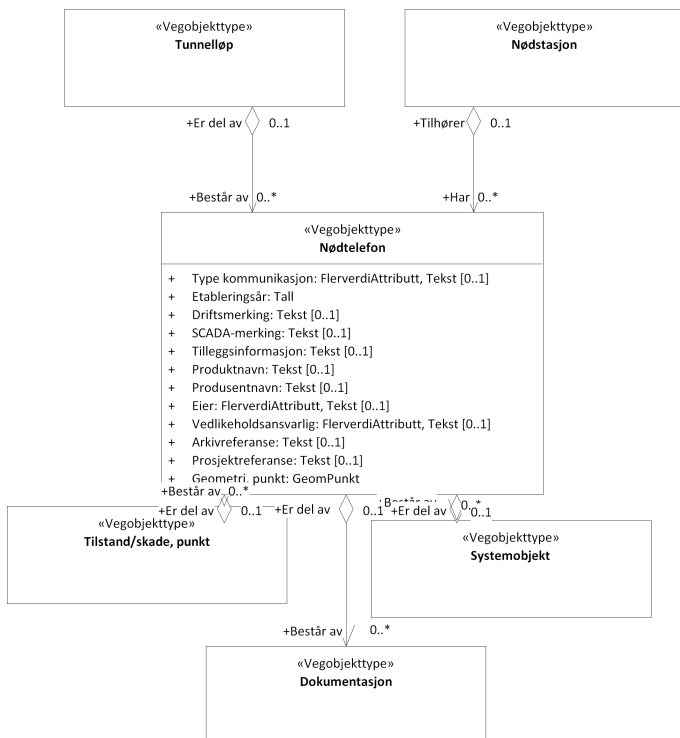 «Vegobjekttype»
Tunnelløp
«Vegobjekttype»
Nødstasjon
+Er del av 0..1
+Tilhører 0..1
+Består av 0..*
+Har 0..*
«Vegobjekttype»
Nødtelefon
+ Type kommunikasjon: FlerverdiAttributt, Tekst [0..1]
+ Etableringsår: Tall
+ Driftsmerking: Tekst [0..1]
+ SCADA-merking: Tekst [0..1]
+ Tilleggsinformasjon: Tekst [0..1]
+ Produktnavn: Tekst [0..1]
+ Produsentnavn: Tekst [0..1]
+ Eier: FlerverdiAttributt, Tekst [0..1]
+ Vedlikeholdsansvarlig: FlerverdiAttributt, Tekst [0..1]
+ Arkivreferanse: Tekst [0..1]
+ Prosjektreferanse: Tekst [0..1]
+ Geometri, punkt: GeomPunkt
+Består av 0..*
+Består av 0..*
+Er del av 0..1
+Er del av 0..1
+Er del av 0..1
«Vegobjekttype»
Tilstand/skade, punkt
«Vegobjekttype»
Systemobjekt
+Består av 0..*
«Vegobjekttype»
Dokumentasjon